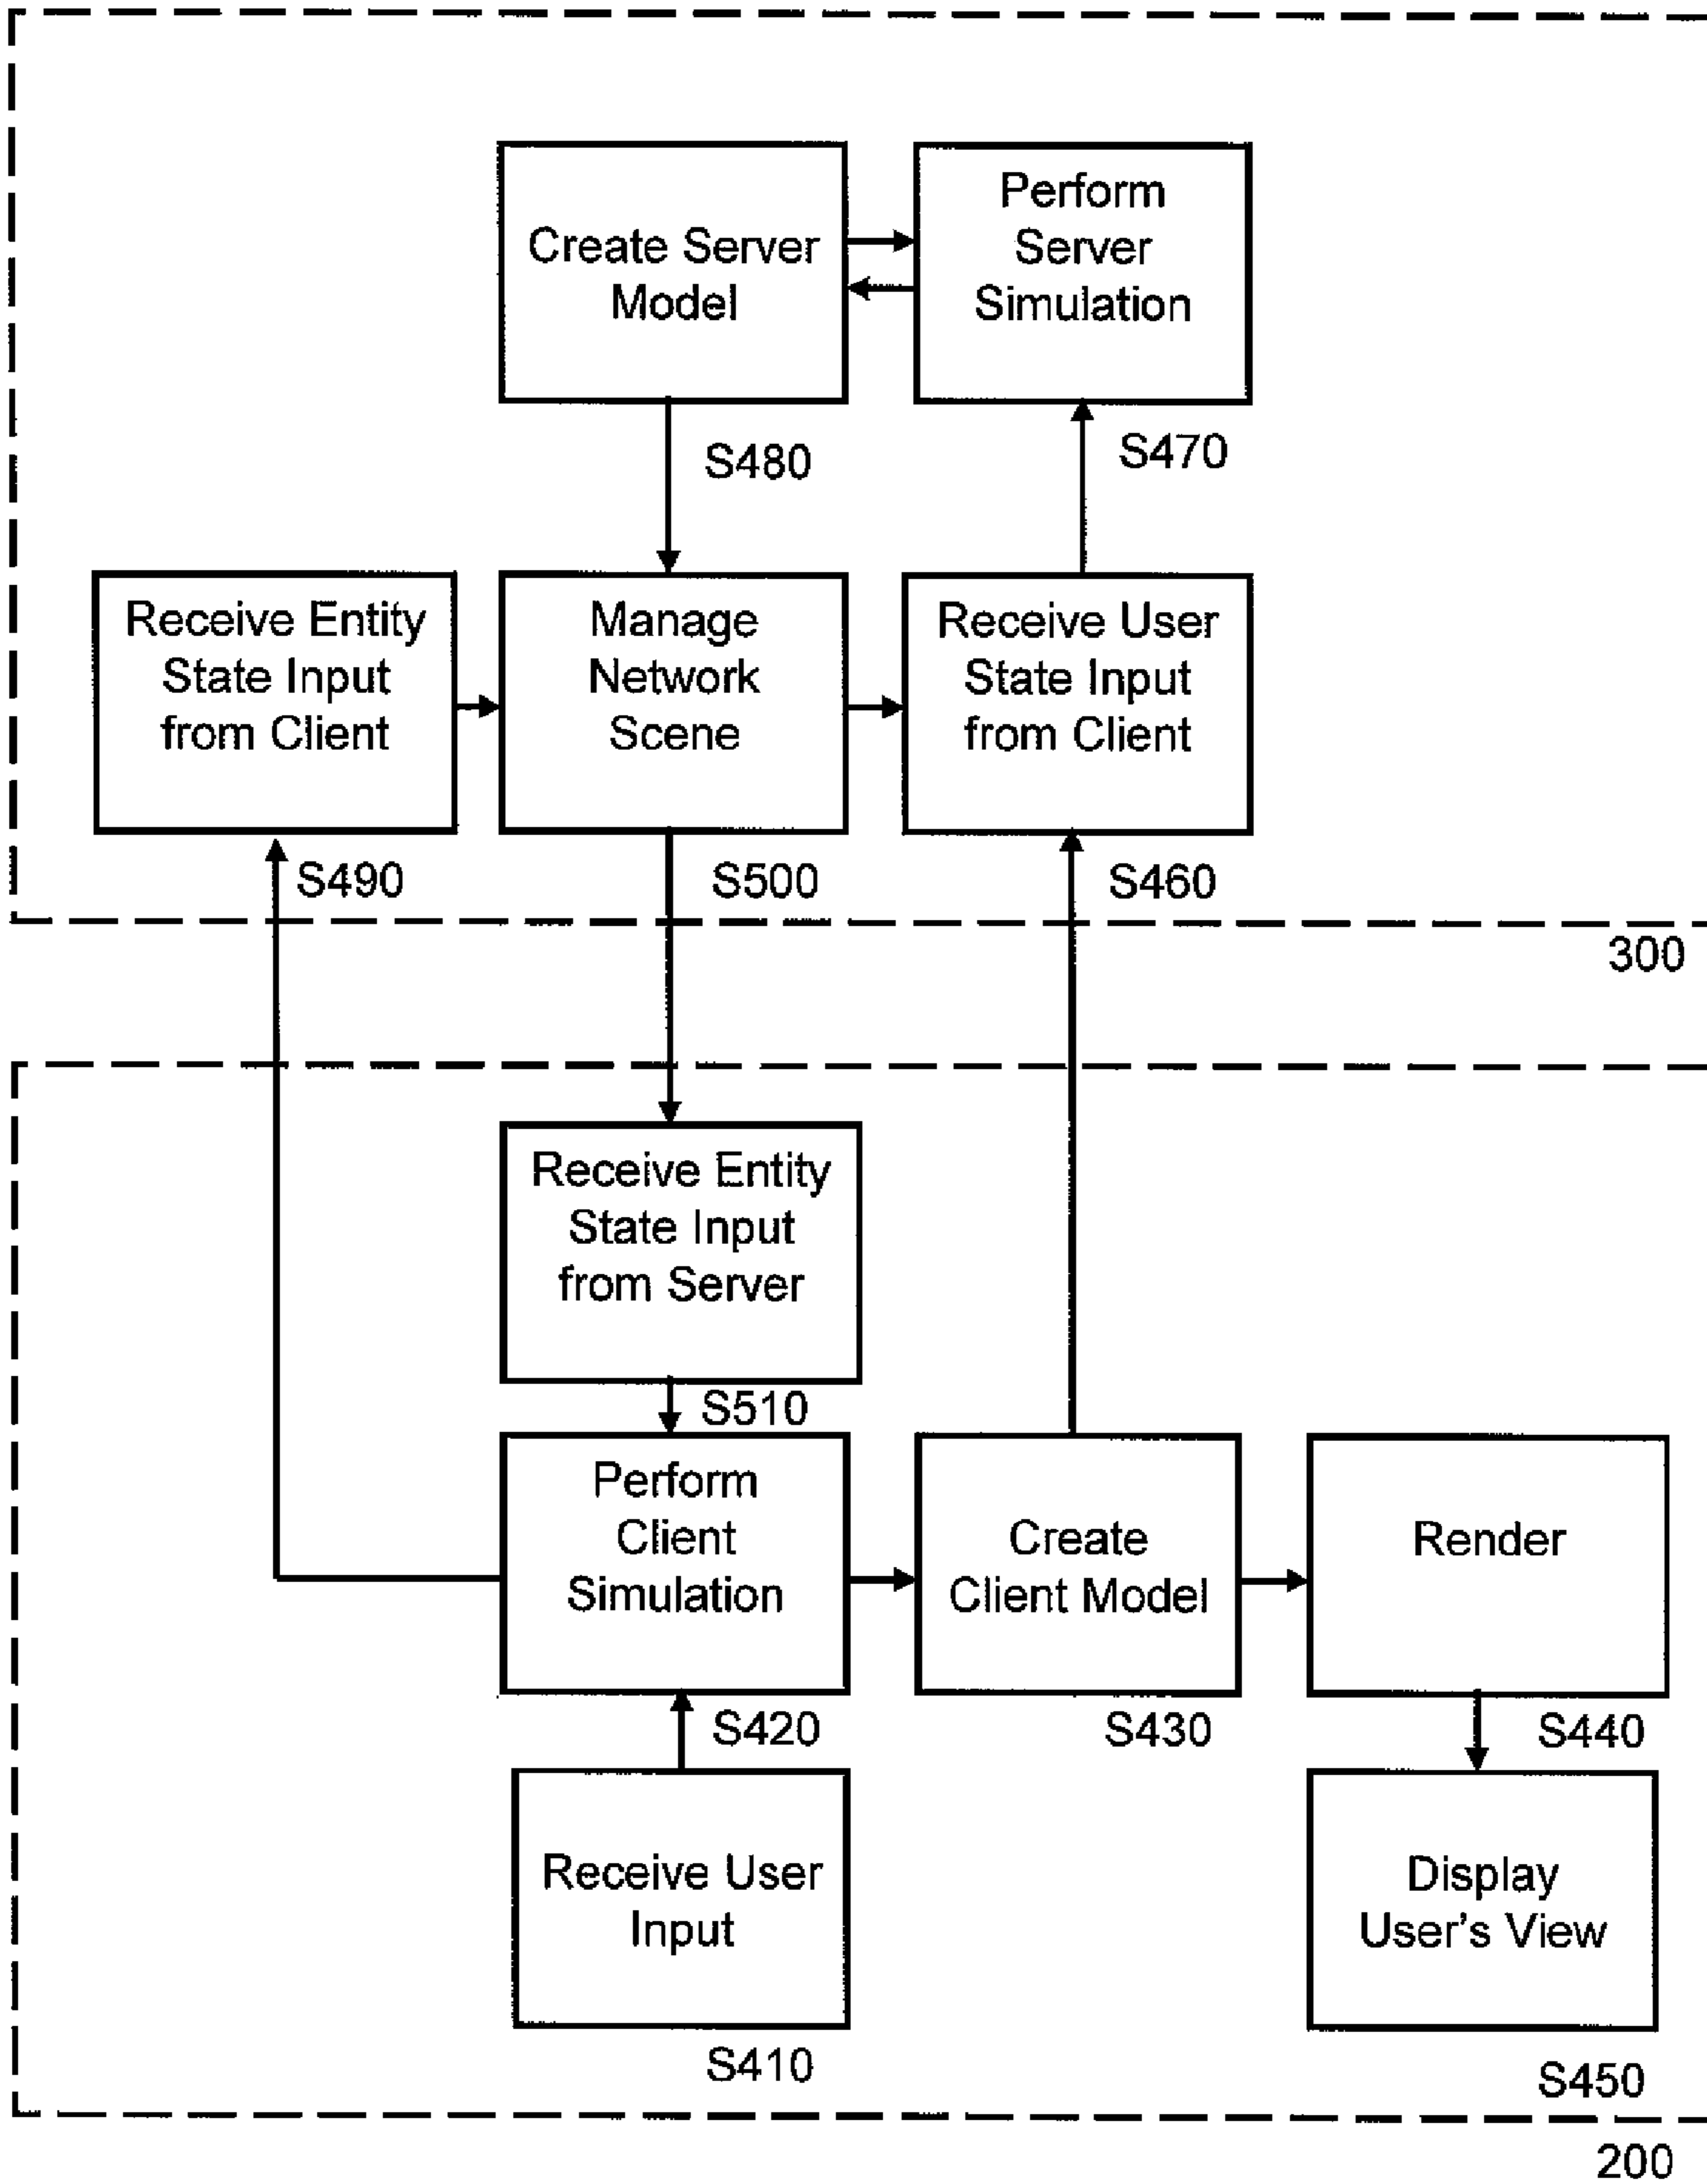 Create Server
Model
Perform
Server
Simulation
S480
S470
Receive Entity
State Input
from Client
Manage
Network
Scene
Receive User
State Input
from Client
S490
S500
S460
300
Receive Entity
State Input
from Server
S510
Perform
Client
Simulation
Create
Client Model
Render
S420
S430
S440
Receive User
Input
Display
User's View
S410
S450
200